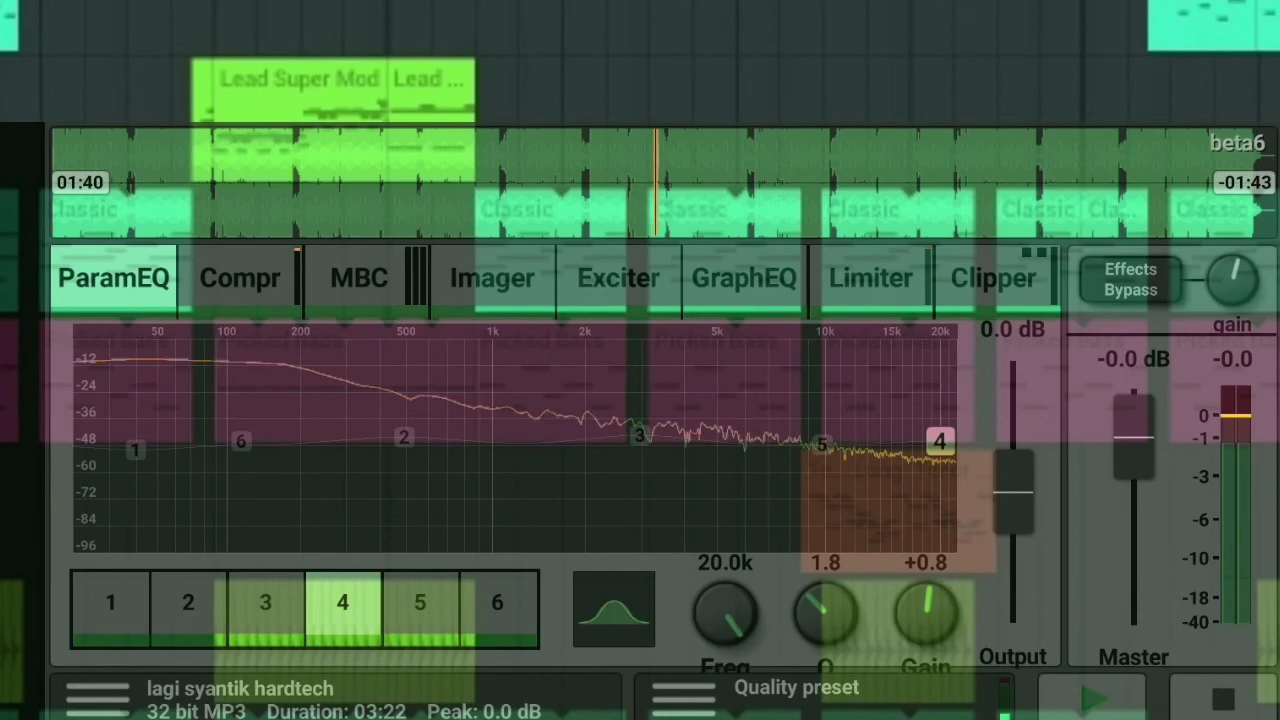 Lead Super Mod Lead ...
beta6
01:40 -01:43
Classic Classic Classic Classic Classic Cla... Classic
ParamEQ Compr MBC Imager Exciter GraphEQ Limiter Clipper Effects Bypass
gain
50 100 200 500 1k 2k 5k 10k 15k 20k 0.0 dB
-0.0 dB -0.0
-12
-24
-36
-48
-60
-72
-84
-96
1 6 2 3 5 4
0
-1
-3
-6
-10
-18
-40
20.0k 1.8 +0.8
1 2 3 4 5 6
Freq Q Gain Output Master
lagi syantik hardtech Quality preset
32 bit MP3 Duration: 03:22 Peak: 0.0 dB